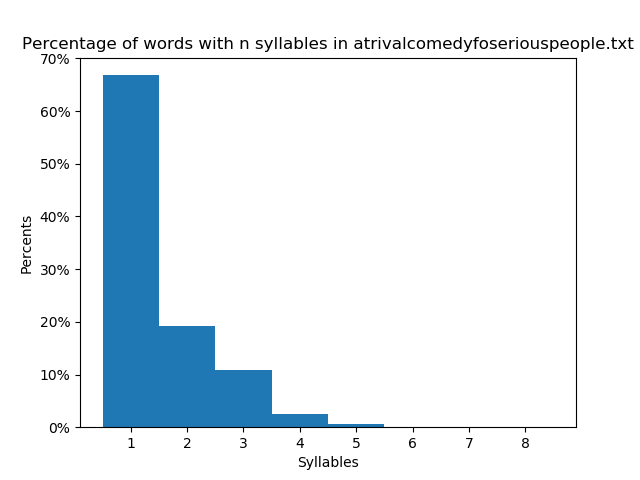 Percentage of words with n syllables in atrivalcomedyfoseriouspeople.txt
70%
60%
50%
40%
30%
20%
10%
0%
Percents
1 2 3 4 5 6 7 8
Syllables